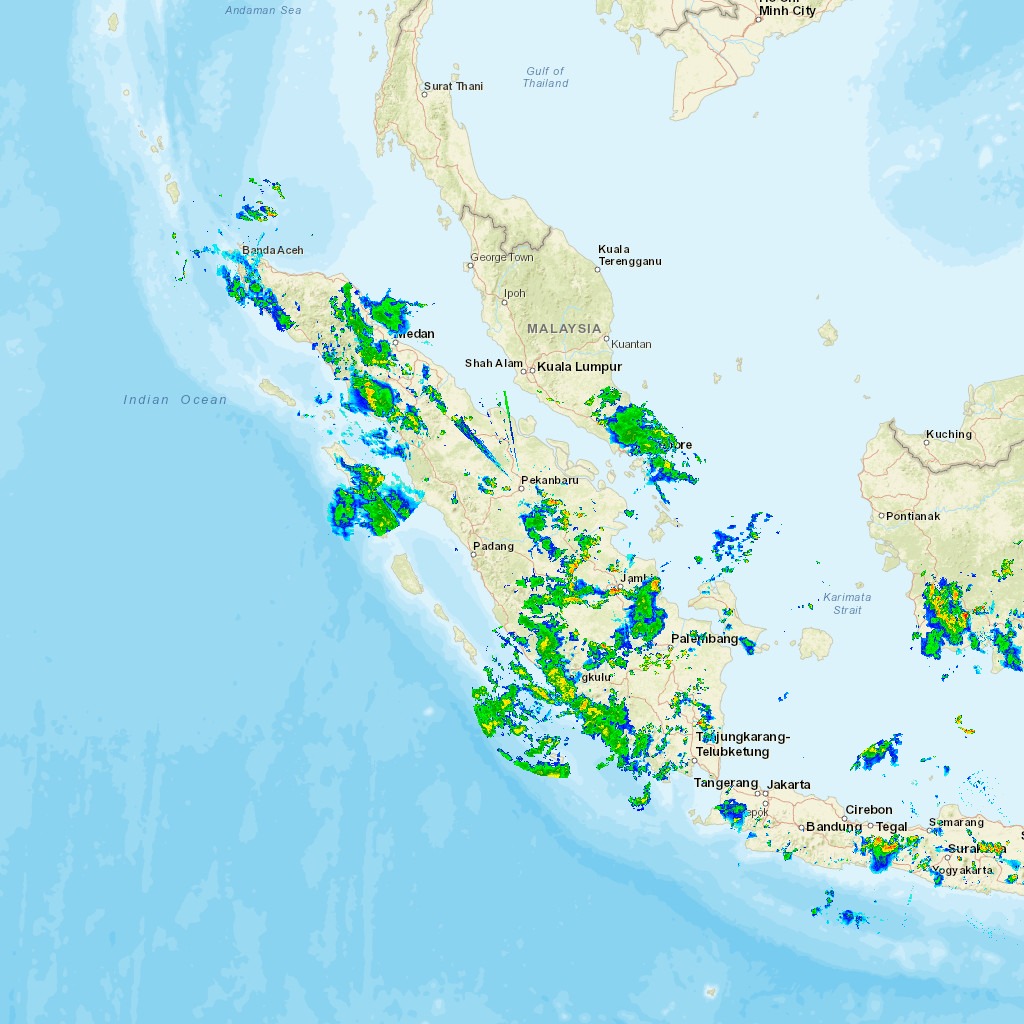 Andaman Sea
Minh City
Gulf of
Thailand
Surat Thani
Banda Aceh
George Town
Kuala
Terengganu
Ipoh
MALAYSIA
Medan
Kuantan
Shah Alam
Kuala Lumpur
Indian Ocean
Kuching
Pekanbaru
Pontianak
Padang
Karimata
Strait
Palembang
Telubketung
Tangerang
Jakarta
Cirebon
Bandung
Tegal
Semarang
Yogyakarta